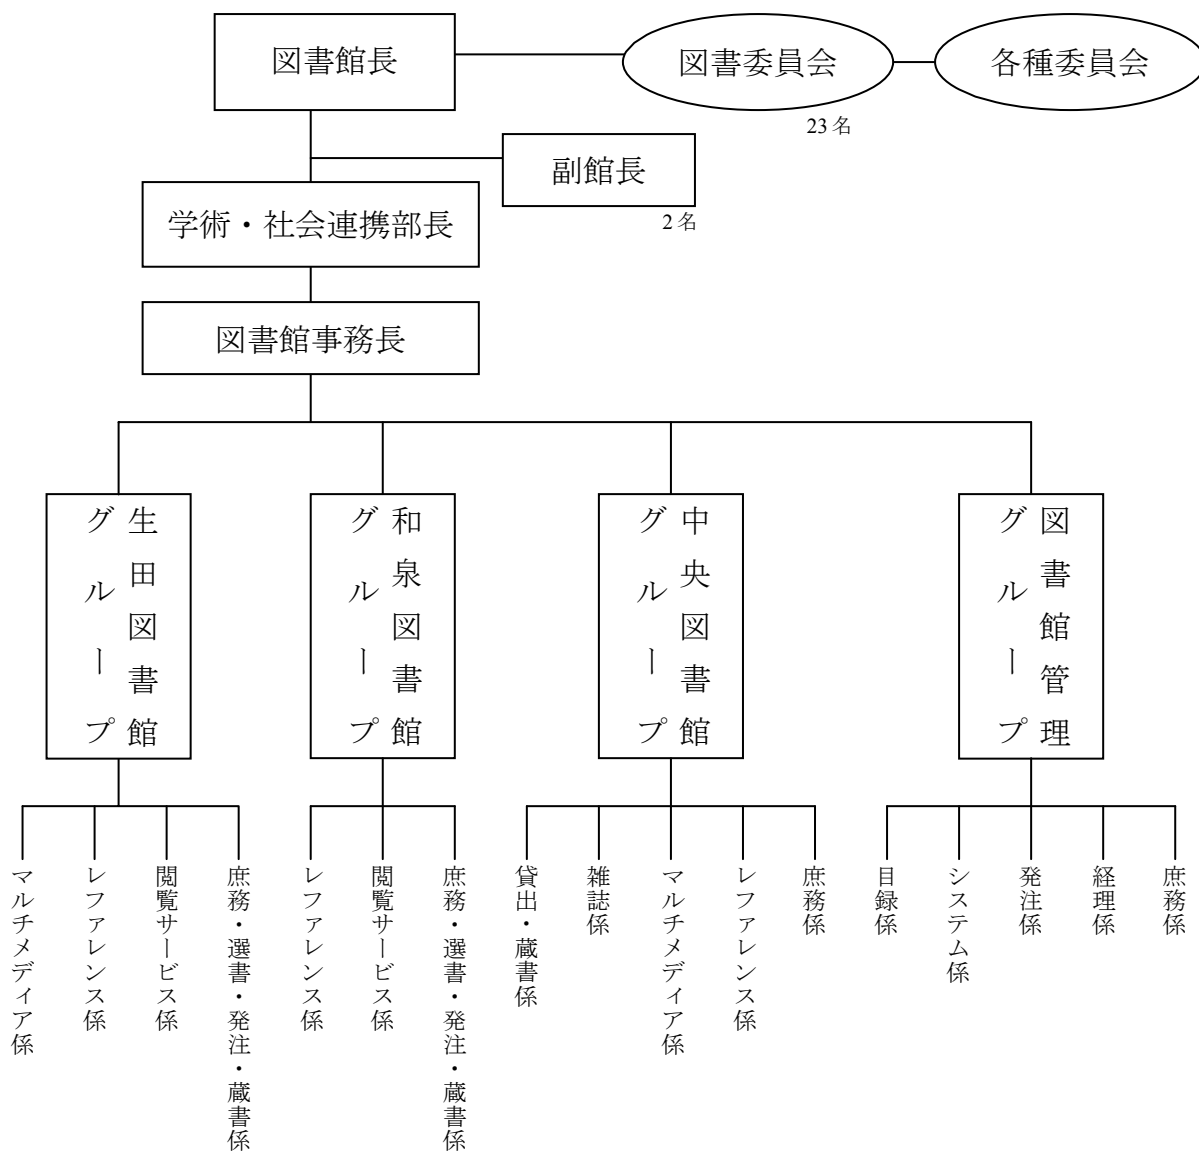 図書館長
図書委員会
各種委員会
23名
副館長
2名
学術・社会連携部長
図書館事務長
生田図書館
グループ
和泉図書館
グループ
中央図書館
グループ
図書館管理
グループ
マルチメディア係
レファレンス係
閲覧サービス係
庶務・選書・発注・蔵書係
レファレンス係
閲覧サービス係
庶務・選書・発注・蔵書係
貸出・蔵書係
雑誌係
マルチメディア係
レファレンス係
庶務係
目録係
システム係
発注係
経理係
庶務係